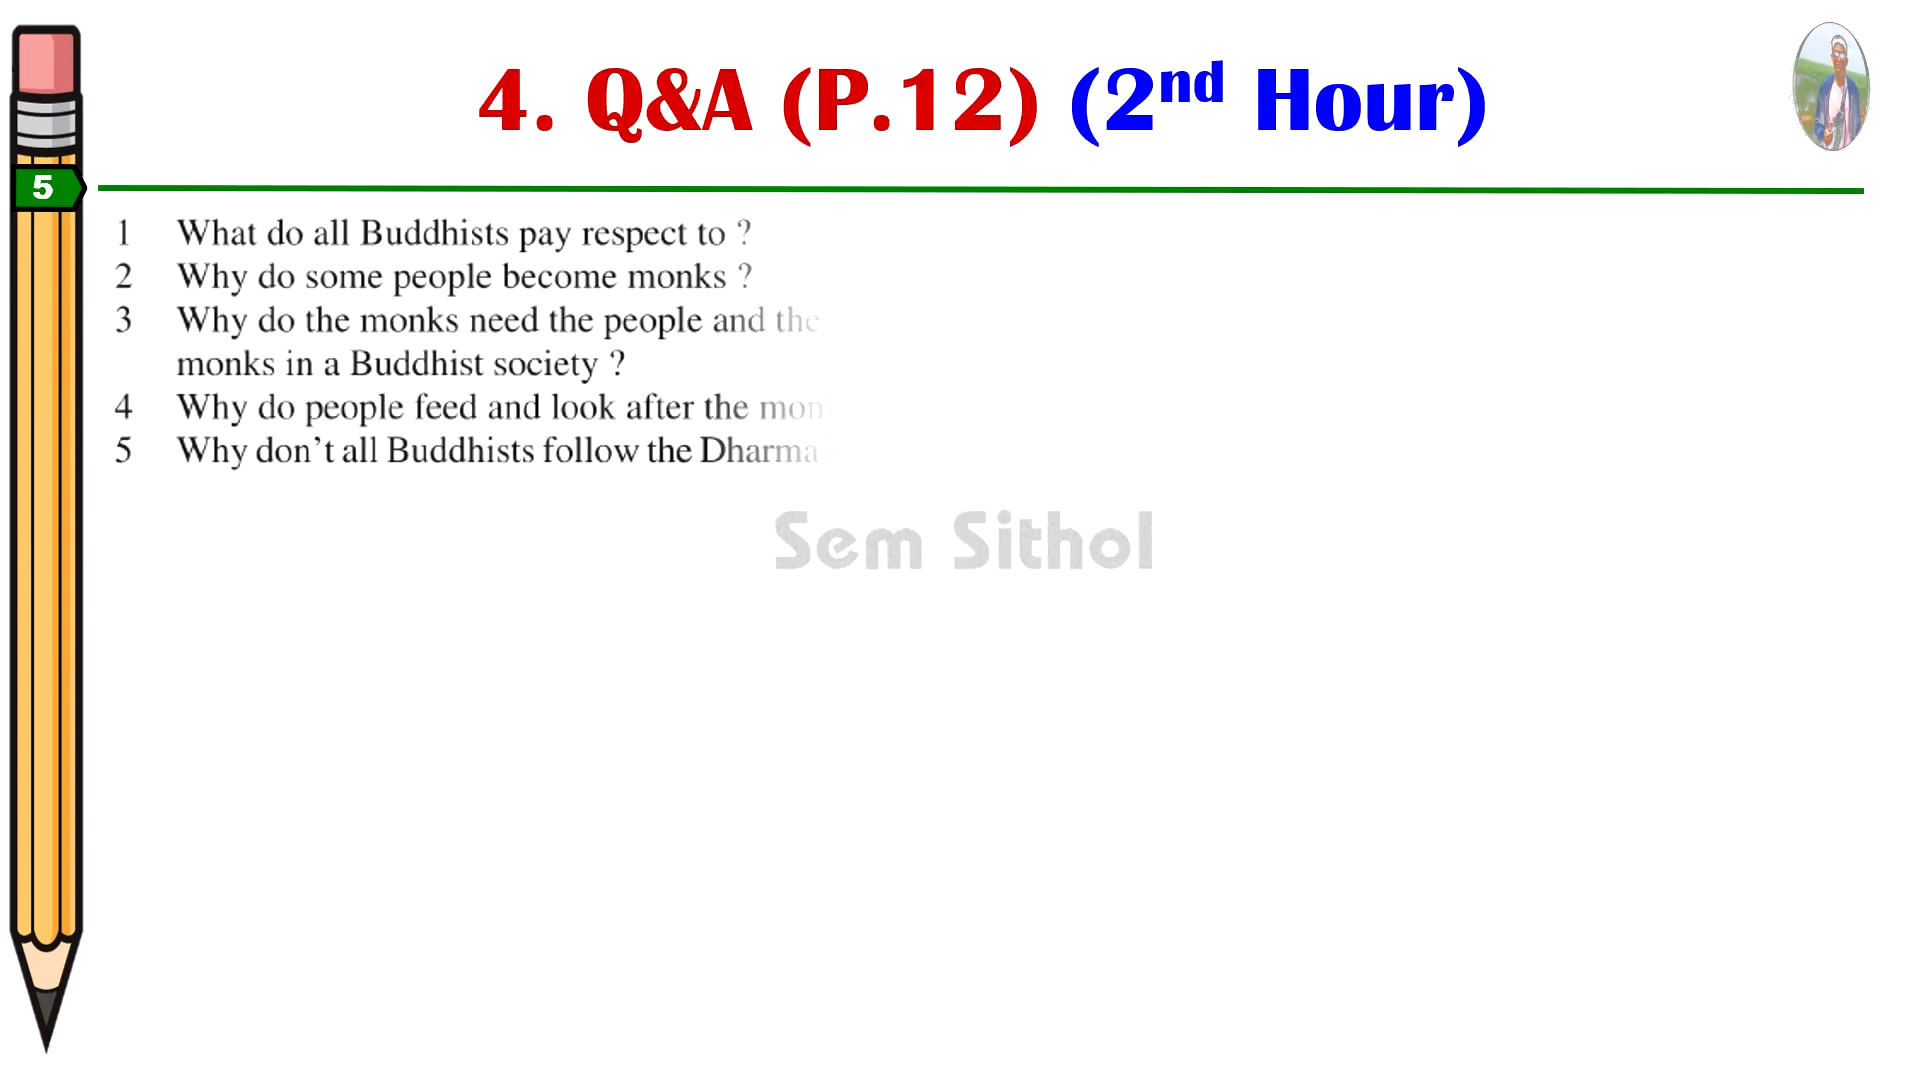 4. Q&A (P.12) (2nd Hour)
5
1 What do all Buddhists pay respect to ?
2 Why do some people become monks ?
3 Why do the monks need the people and the
monks in a Buddhist society ?
4 Why do people feed and look after the
5 Why don't all Buddhists follow the Dharma
Sem Sithol